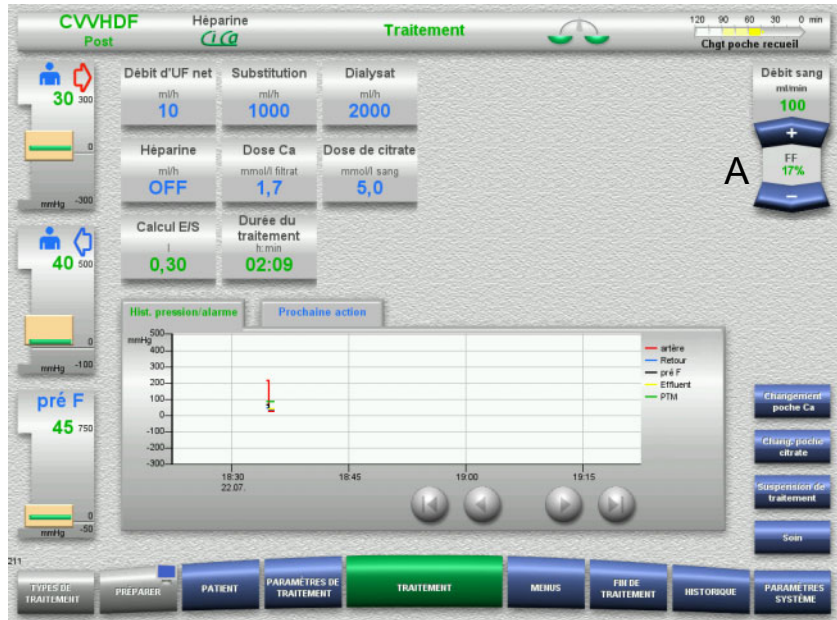 CVVHDF
Post
Héparine
Ci.Ca
Traitement
120 90 60 30 0 min
Chgt poche recueil
30 300
0
mmHg -300
40 500
0
mmHg -100
pré F
45 750
0
mmHg -50
Débit d'UF net
ml/h
10
Substitution
ml/h
1000
Dialysat
ml/h
2000
Héparine
ml/h
OFF
Dose Ca
mmol/l filtrat
1,7
Dose de citrate
mmol/l sang
5,0
Calcul E/S
l
0,30
Durée du
traitement
h:min
02:09
Débit sang
ml/min
100
+
FF
17%
−
A
Hist. pression/alarme
Prochaine action
mmHg
500
400
300
200
100
0
-100
-200
-300
18:30
22.07.
18:45
19:00
19:15
artère
Retour
pré F
Effluent
PTM
Changement
poche Ca
Chang. poche
citrate
Suspension de
traitement
Soin
211
TYPES DE
TRAITEMENT
PRÉPARER
PATIENT
PARAMÈTRES DE
TRAITEMENT
TRAITEMENT
MENUS
FIN DE
TRAITEMENT
HISTORIQUE
PARAMÈTRES
SYSTÈME